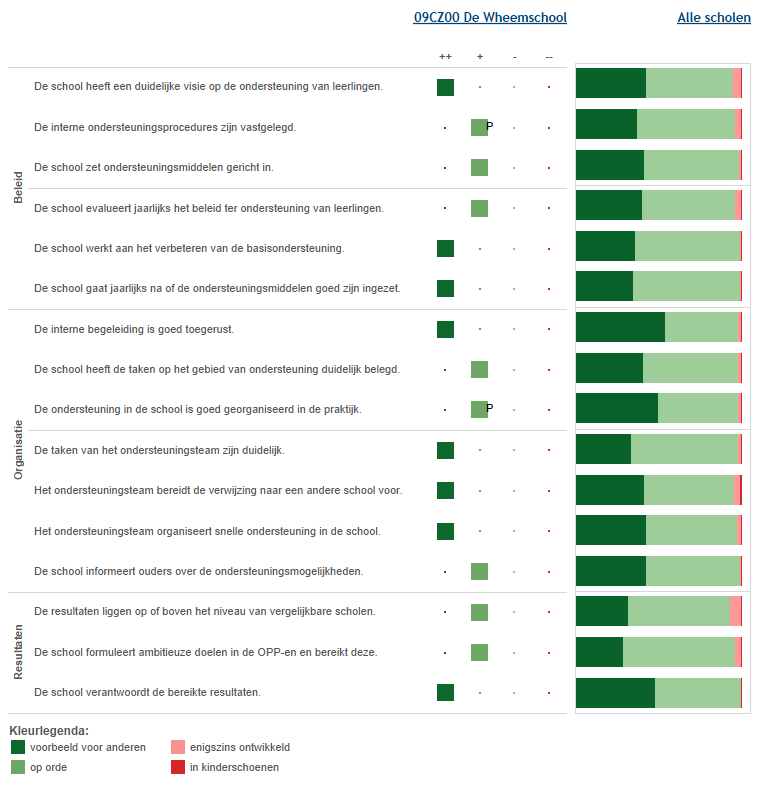 09CZ00 De Wheemschool Alle scholen
++ + - --
Beleid
De school heeft een duidelijke visie op de ondersteuning van leerlingen.
De interne ondersteuningsprocedures zijn vastgelegd. P
De school zet ondersteuningsmiddelen gericht in.
De school evalueert jaarlijks het beleid ter ondersteuning van leerlingen.
De school werkt aan het verbeteren van de basisondersteuning.
De school gaat jaarlijks na of de ondersteuningsmiddelen goed zijn ingezet.
Organisatie
De interne begeleiding is goed toegerust.
De school heeft de taken op het gebied van ondersteuning duidelijk belegd.
De ondersteuning in de school is goed georganiseerd in de praktijk. P
De taken van het ondersteuningsteam zijn duidelijk.
Het ondersteuningsteam bereidt de verwijzing naar een andere school voor.
Het ondersteuningsteam organiseert snelle ondersteuning in de school.
De school informeert ouders over de ondersteuningsmogelijkheden.
Resultaten
De resultaten liggen op of boven het niveau van vergelijkbare scholen.
De school formuleert ambitieuze doelen in de OPP-en en bereikt deze.
De school verantwoordt de bereikte resultaten.
Kleurlegenda:
voorbeeld voor anderen enigszins ontwikkeld
op orde in kinderschoenen